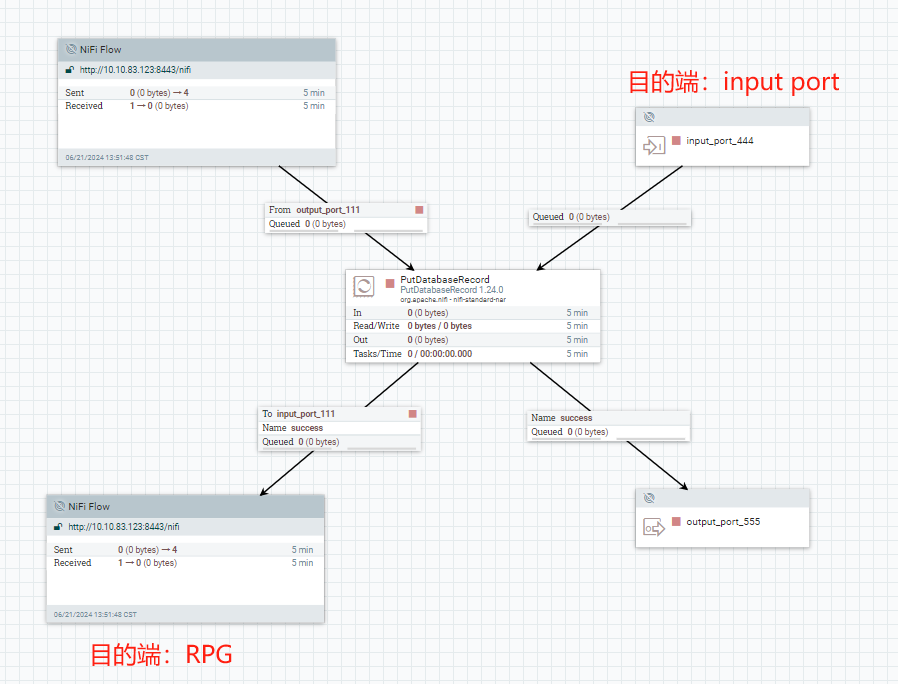 NiFi Flow
http://10.10.83.123:8443/nifi
Sent 0 (0 bytes) → 4 5 min
Received 1 → 0 (0 bytes) 5 min
06/21/2024 13:51:48 CST
目的端：input port
input_port_444
From output_port_111
Queued 0 (0 bytes)
Queued 0 (0 bytes)
PutDatabaseRecord
PutDatabaseRecord 1.24.0
org.apache.nifi - nifi-standard-nar
In 0 (0 bytes) 5 min
Read/Write 0 bytes / 0 bytes 5 min
Out 0 (0 bytes) 5 min
Tasks/Time 0 / 00:00:00.000 5 min
To input_port_111
Name success
Queued 0 (0 bytes)
Name success
Queued 0 (0 bytes)
NiFi Flow
http://10.10.83.123:8443/nifi
Sent 0 (0 bytes) → 4 5 min
Received 1 → 0 (0 bytes) 5 min
06/21/2024 13:51:48 CST
output_port_555
目的端：RPG